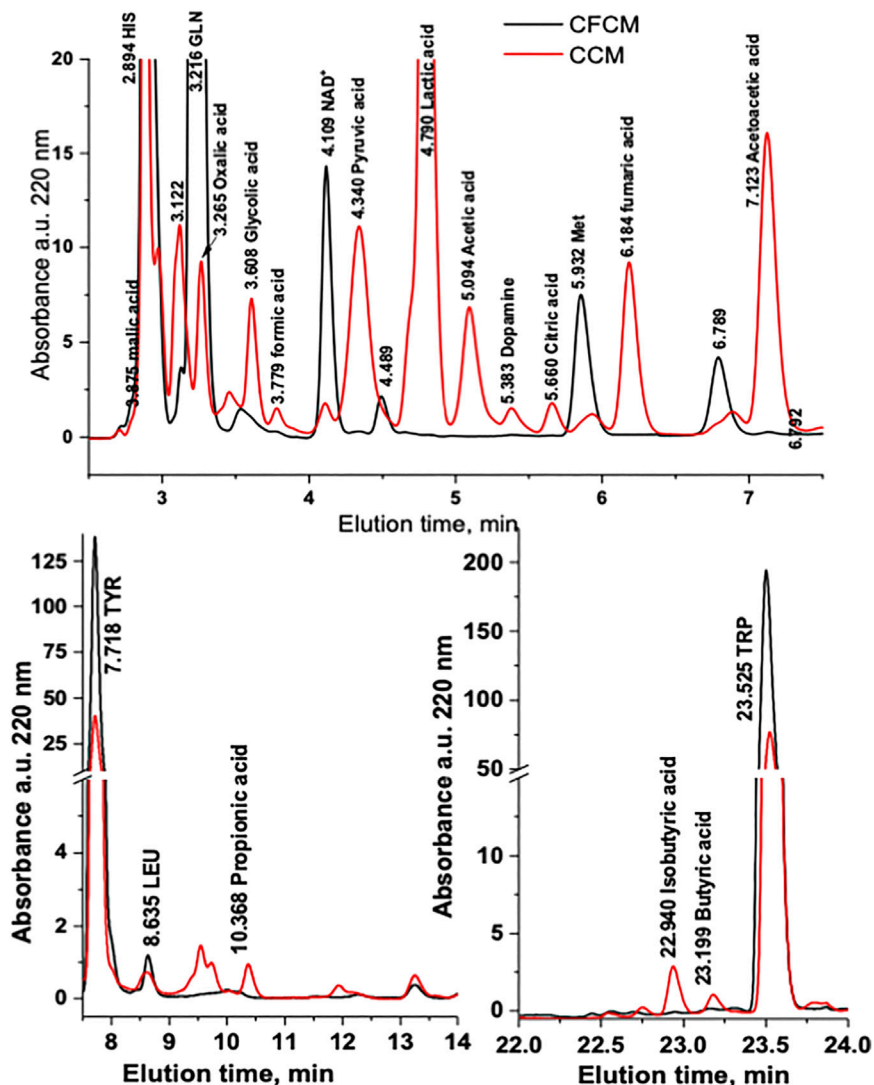 CFCM
CCM
Absorbance a.u. 220 nm
20
15
10
5
0
2.894 HIS
3.875 malic acid
3.122
3.216 GLN
3.265 Oxalic acid
3.608 Glycolic acid
3.779 formic acid
4.109 NAD⁺
4.340 Pyruvic acid
4.489
4.790 Lactic acid
5.094 Acetic acid
5.383 Dopamine
5.660 Citric acid
5.932 Met
6.184 fumaric acid
6.789
7.123 Acetoacetic acid
6.792
3 4 5 6 7
Elution time, min
Absorbance a.u. 220 nm
125
100
75
50
25
4
2
0
7.718 TYR
8.635 LEU
10.368 Propionic acid
8 9 10 11 12 13 14
Elution time, min
Absorbance a.u. 220 nm
200
150
100
50
10
0
22.940 Isobutyric acid
23.199 Butyric acid
23.525 TRP
22.0 22.5 23.0 23.5 24.0
Elution time, min